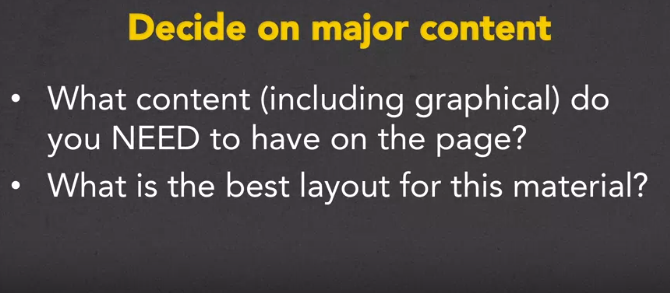 Decide on major content
• What content (including graphical) do
you NEED to have on the page?
• What is the best layout for this material?